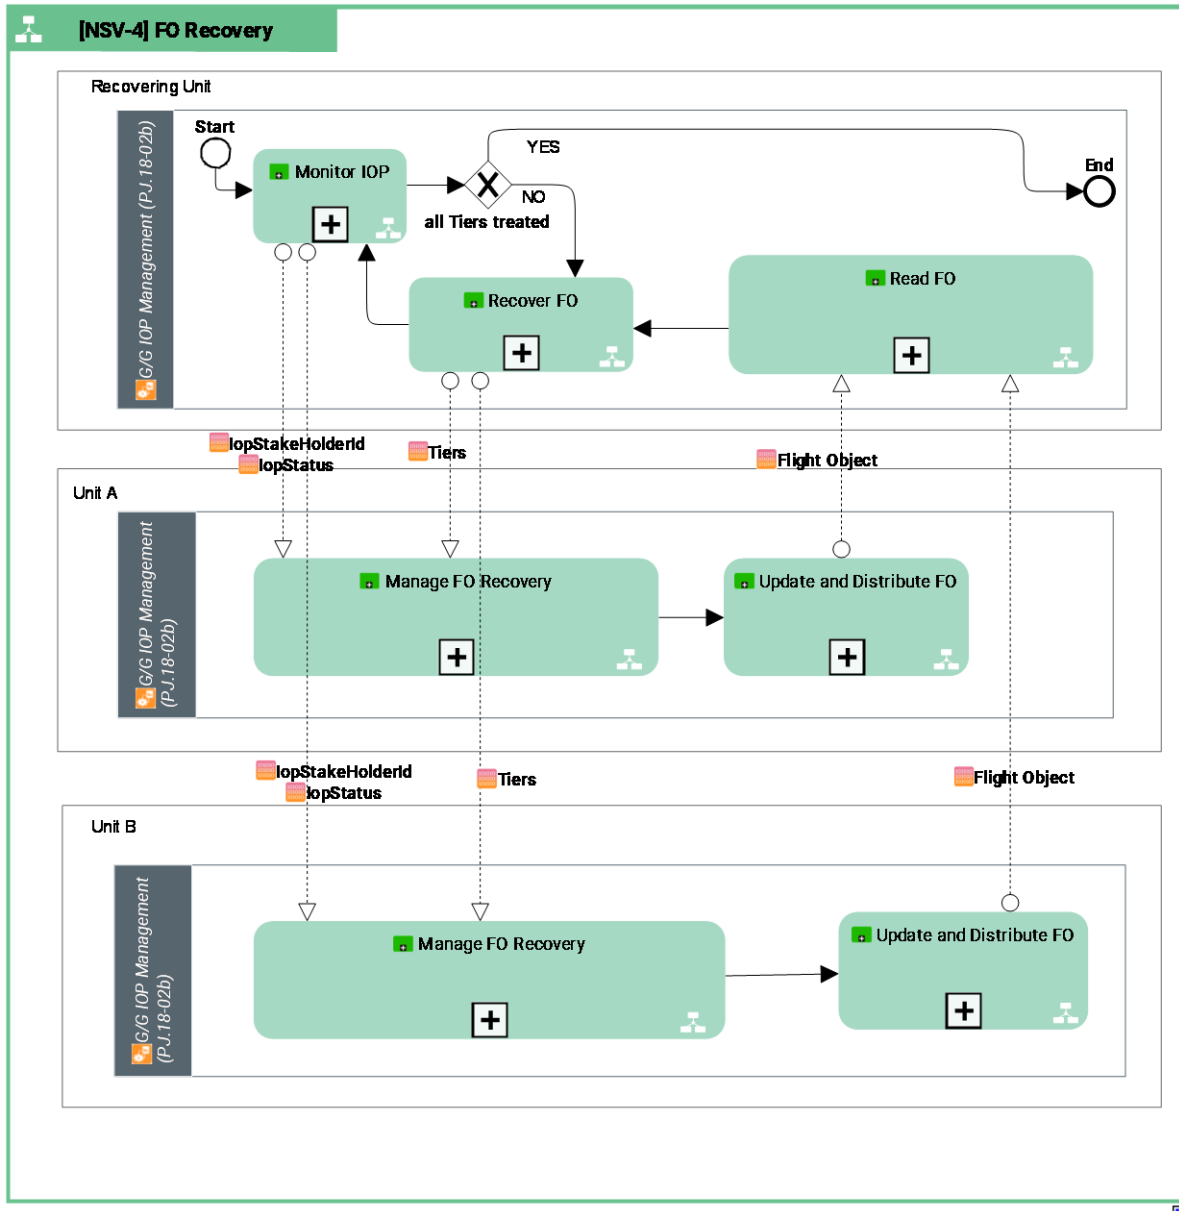 [NSV-4] FO Recovery
Recovering Unit
G/G IOP Management (PJ.18-02b)
Start
Monitor IOP
YES
NO
all Tiers treated
End
Recover FO
Read FO
IopStakeHolderId
IopStatus
Tiers
Flight Object
Unit A
G/G IOP Management
(PJ.18-02b)
Manage FO Recovery
Update and Distribute FO
IopStakeHolderId
IopStatus
Tiers
Flight Object
Unit B
G/G IOP Management
(PJ.18-02b)
Manage FO Recovery
Update and Distribute FO